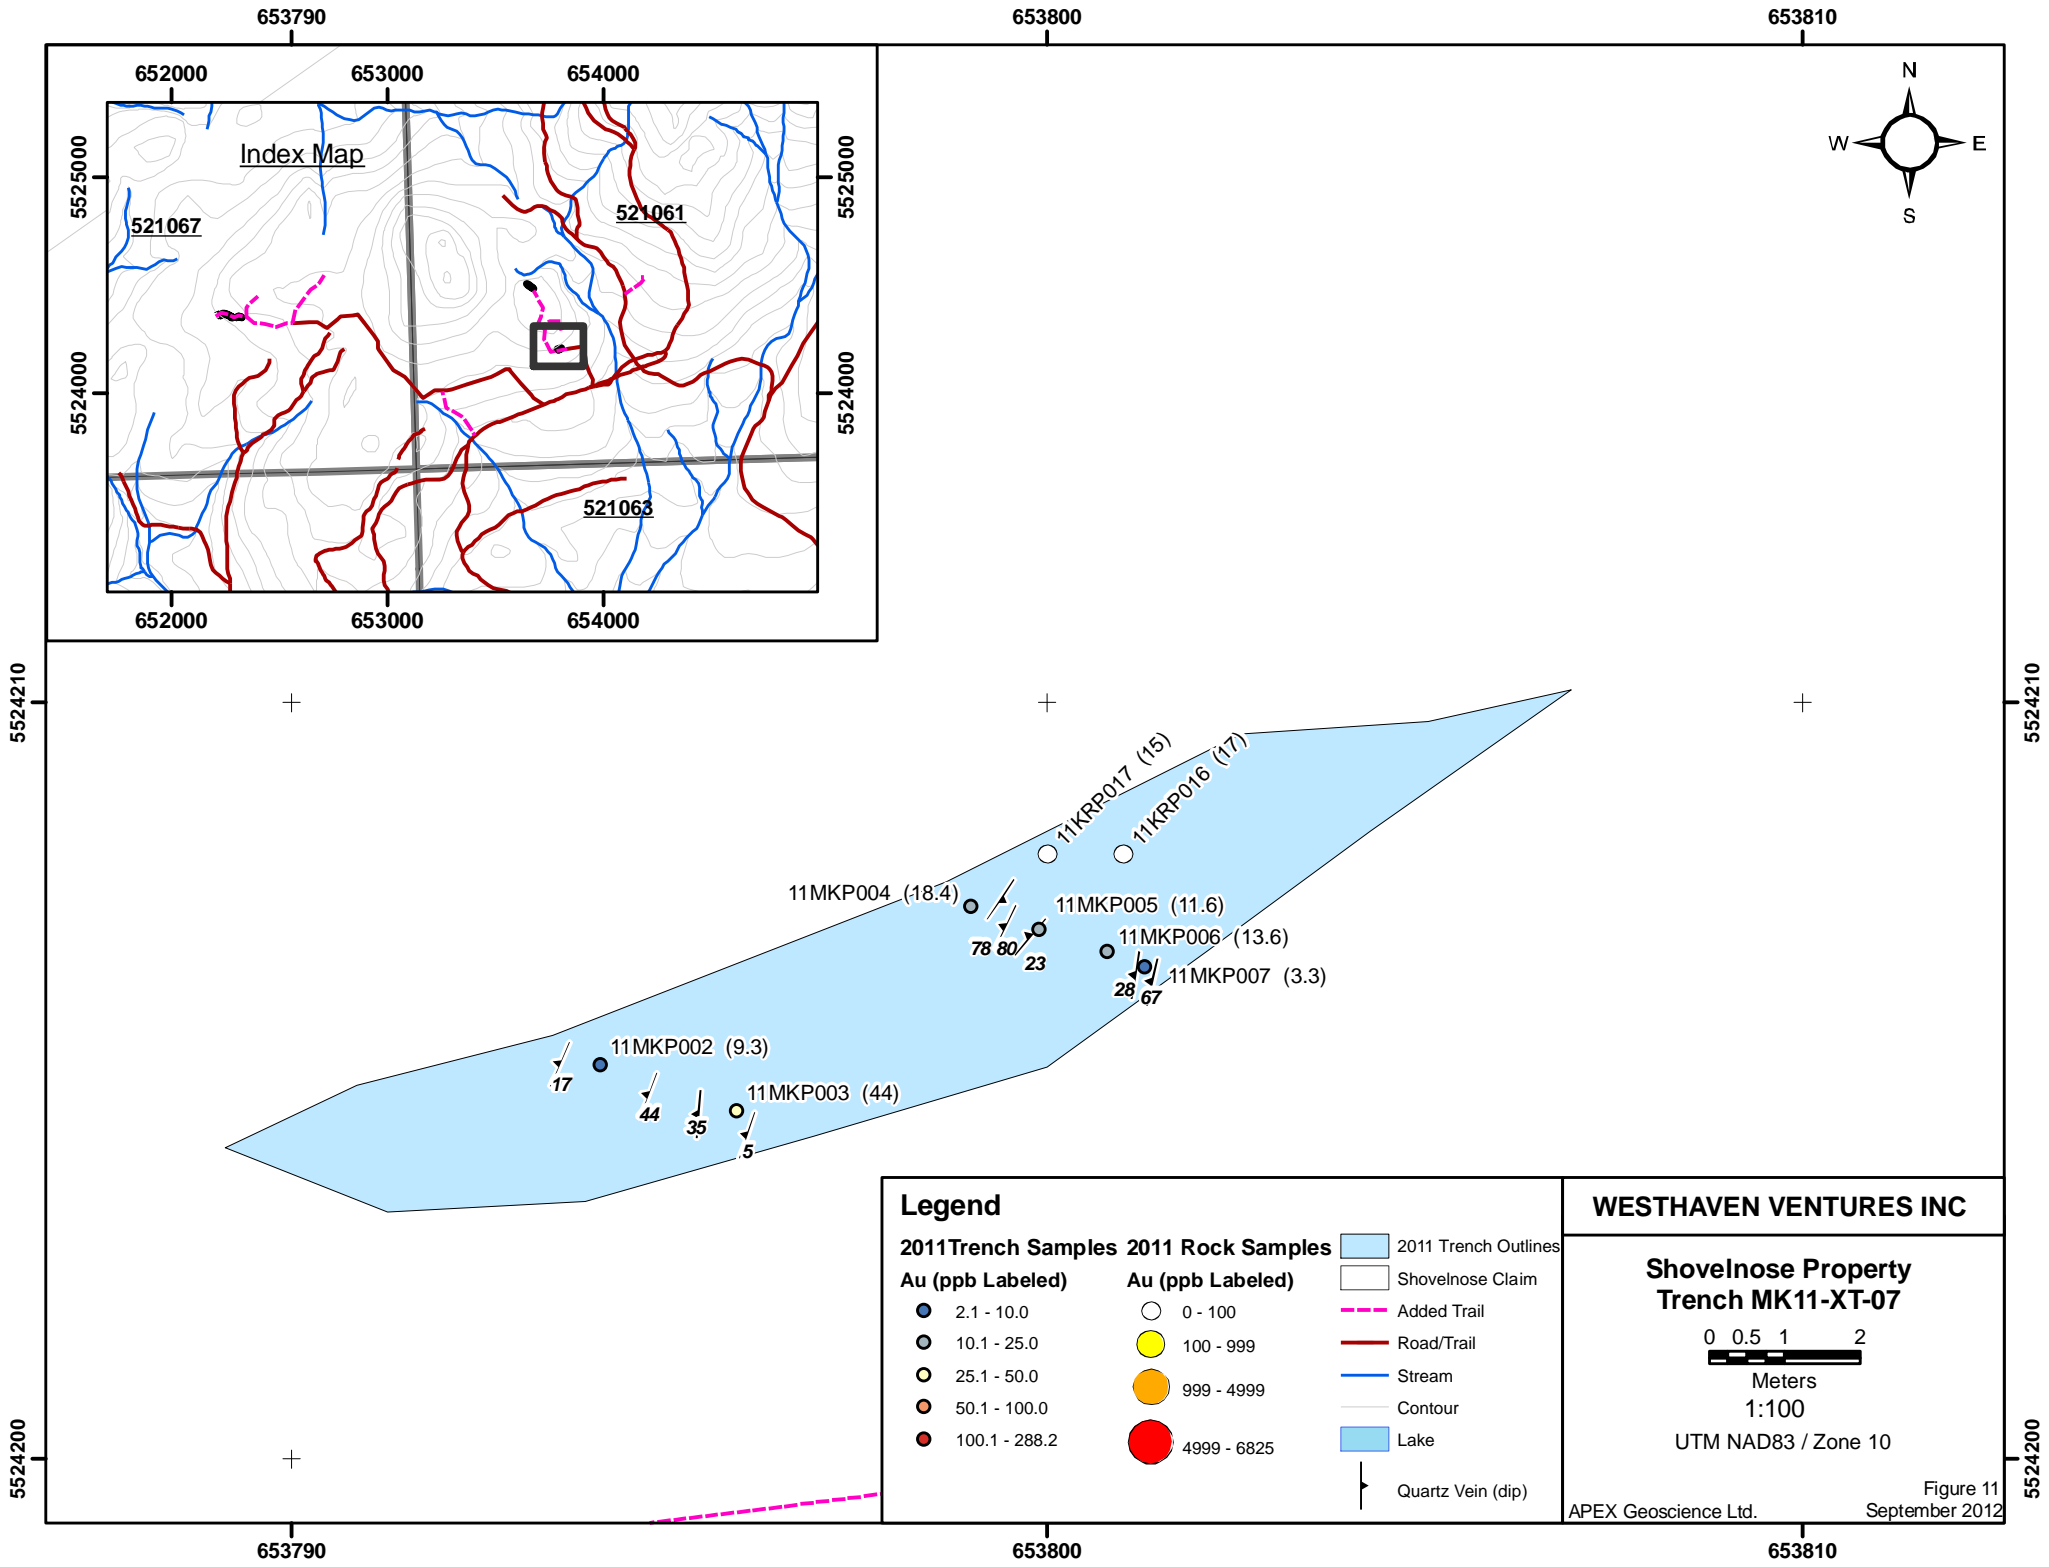 653790
653800
653810
652000
653000
654000
5525000
5524000
5525000
5524000
Index Map
521067
521061
521063
652000
653000
654000
N
W
E
S
5524210
5524210
5524200
5524200
11KRP017 (15)
11KRP016 (17)
11MKP004 (18.4)
11MKP005 (11.6)
78
80
23
11MKP006 (13.6)
11MKP007 (3.3)
28
67
11MKP002 (9.3)
17
44
35
11MKP003 (44)
5
Legend
2011Trench Samples
Au (ppb Labeled)
2.1 - 10.0
10.1 - 25.0
25.1 - 50.0
50.1 - 100.0
100.1 - 288.2
2011 Rock Samples
Au (ppb Labeled)
0 - 100
100 - 999
999 - 4999
4999 - 6825
2011 Trench Outlines
Shovelnose Claim
Added Trail
Road/Trail
Stream
Contour
Lake
Quartz Vein (dip)
WESTHAVEN VENTURES INC
Shovelnose Property
Trench MK11-XT-07
0 0.5 1 2
Meters
1:100
UTM NAD83 / Zone 10
Figure 11
APEX Geoscience Ltd.
September 2012
653790
653800
653810